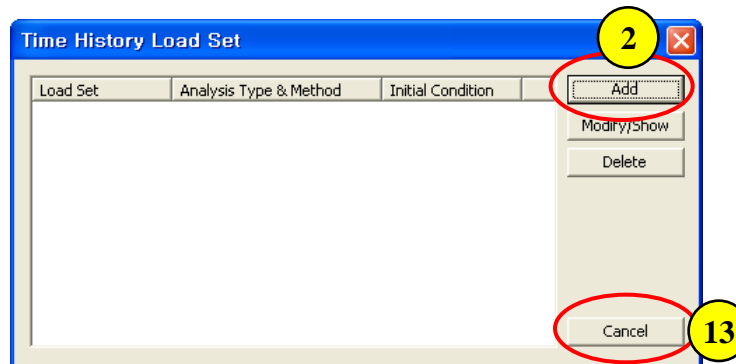 Time History Load Set
2
Load Set Analysis Type & Method Initial Condition
Add
Modify/Show
Delete
Cancel
13